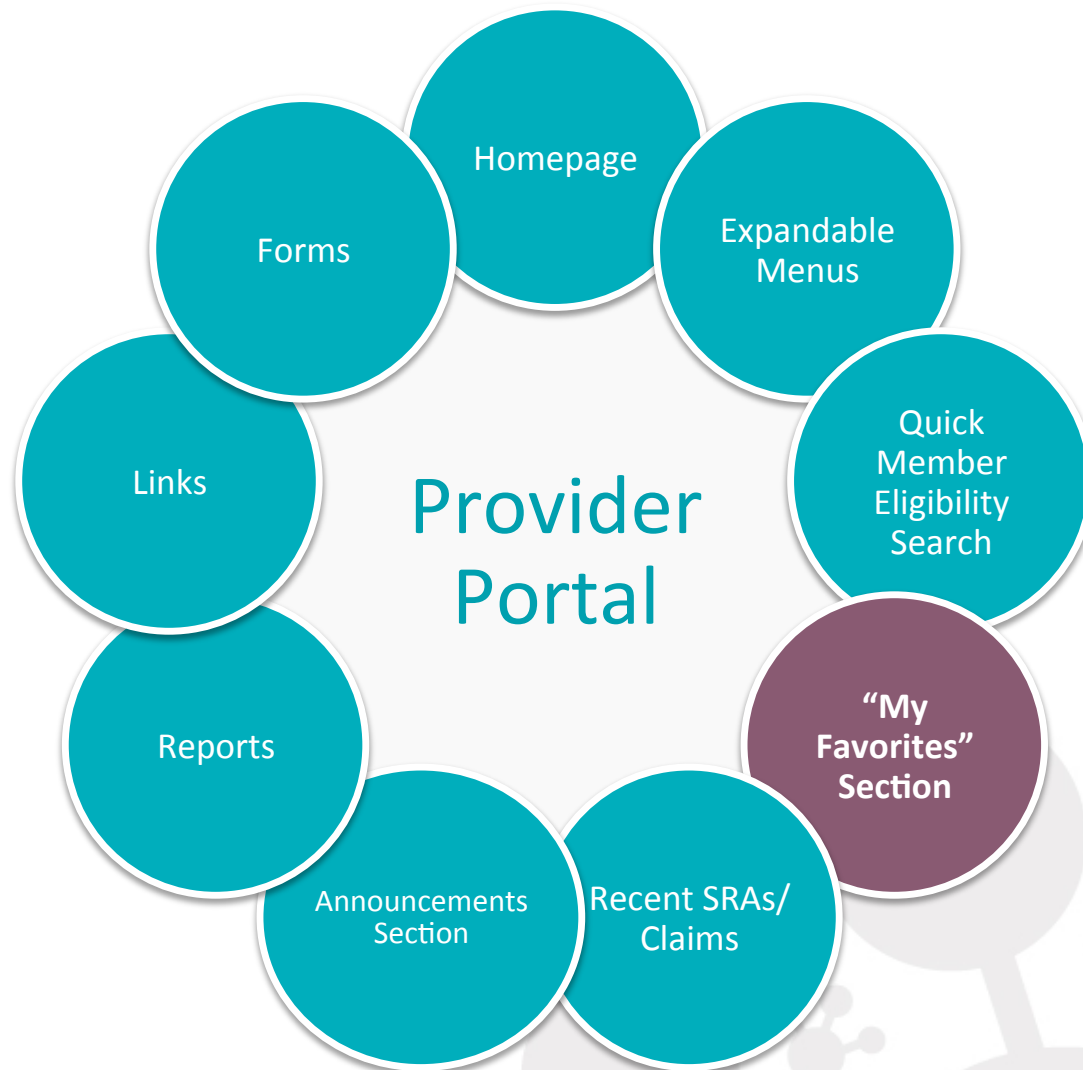 Homepage
Expandable
Menus
Quick
Member
Eligibility
Search
“My
Favorites”
Section
Recent SRAs/
Claims
Announcements
Section
Reports
Links
Forms
Provider
Portal